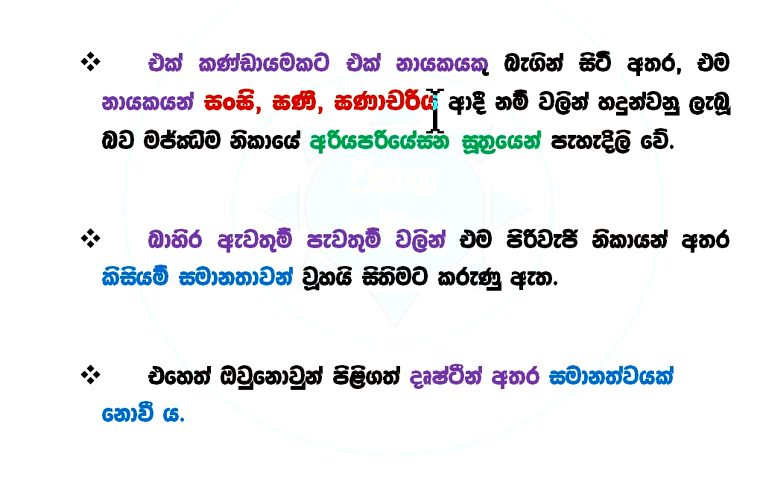 ❖ එක් කණ්ඩායමකට එක් නායකයකු බැගින් සිටි අතර, එම
නායකයන් සංඝි, ගණී, ගණාචරිය ආදී නම් වලින් හදුන්වනු ලැබූ
බව මජ්ඣිම නිකායේ අරියපරියේසන සූත්‍රයෙන් පැහැදිලි වේ.
❖ බාහිර ඇවතුම් පැවතුම් වලින් එම පිරිවැජි නිකායන් අතර
කිසියම් සමානතාවන් වූහයි සිතිමට කරුණු ඇත.
❖ එහෙත් ඔවුනොවුන් පිළිගත් දෘෂ්ටීන් අතර සමානත්වයක්
නොවී ය.